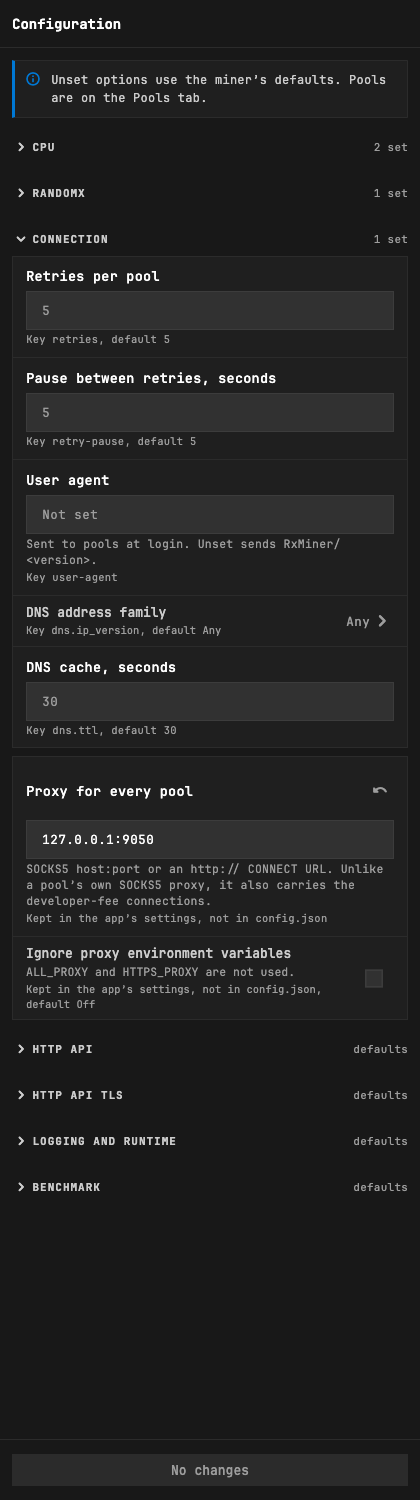 Configuration
Unset options use the miner's defaults. Pools
are on the Pools tab.
CPU
2 set
RANDOMX
1 set
CONNECTION
1 set
Retries per pool
5
Key retries, default 5
Pause between retries, seconds
5
Key retry-pause, default 5
User agent
Not set
Sent to pools at login. Unset sends RxMiner/
<version>.
Key user-agent
DNS address family
Any
Key dns.ip_version, default Any
DNS cache, seconds
30
Key dns.ttl, default 30
Proxy for every pool
127.0.0.1:9050
SOCKS5 host:port or an http:// CONNECT URL. Unlike
a pool's own SOCKS5 proxy, it also carries the
developer-fee connections.
Kept in the app's settings, not in config.json
Ignore proxy environment variables
ALL_PROXY and HTTPS_PROXY are not used.
Kept in the app's settings, not in config.json,
default Off
HTTP API
defaults
HTTP API TLS
defaults
LOGGING AND RUNTIME
defaults
BENCHMARK
defaults
No changes